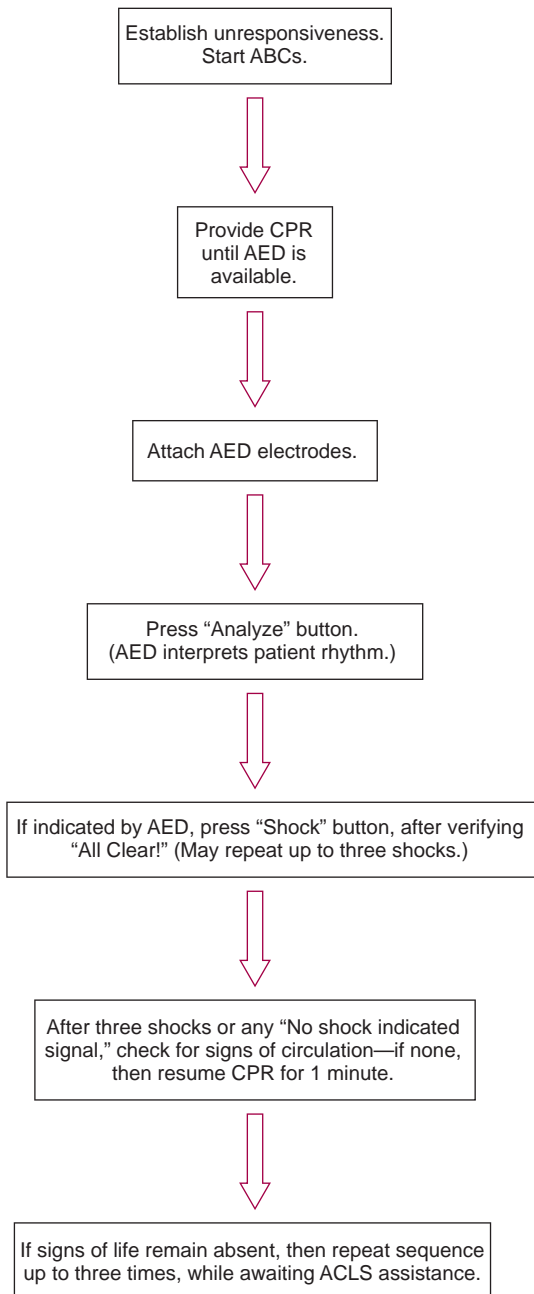 Establish unresponsiveness.
Start ABCs.
Provide CPR
until AED is
available.
Attach AED electrodes.
Press “Analyze” button.
(AED interprets patient rhythm.)
If indicated by AED, press “Shock” button, after verifying
“All Clear!” (May repeat up to three shocks.)
After three shocks or any “No shock indicated
signal,” check for signs of circulation—if none,
then resume CPR for 1 minute.
If signs of life remain absent, then repeat sequence
up to three times, while awaiting ACLS assistance.